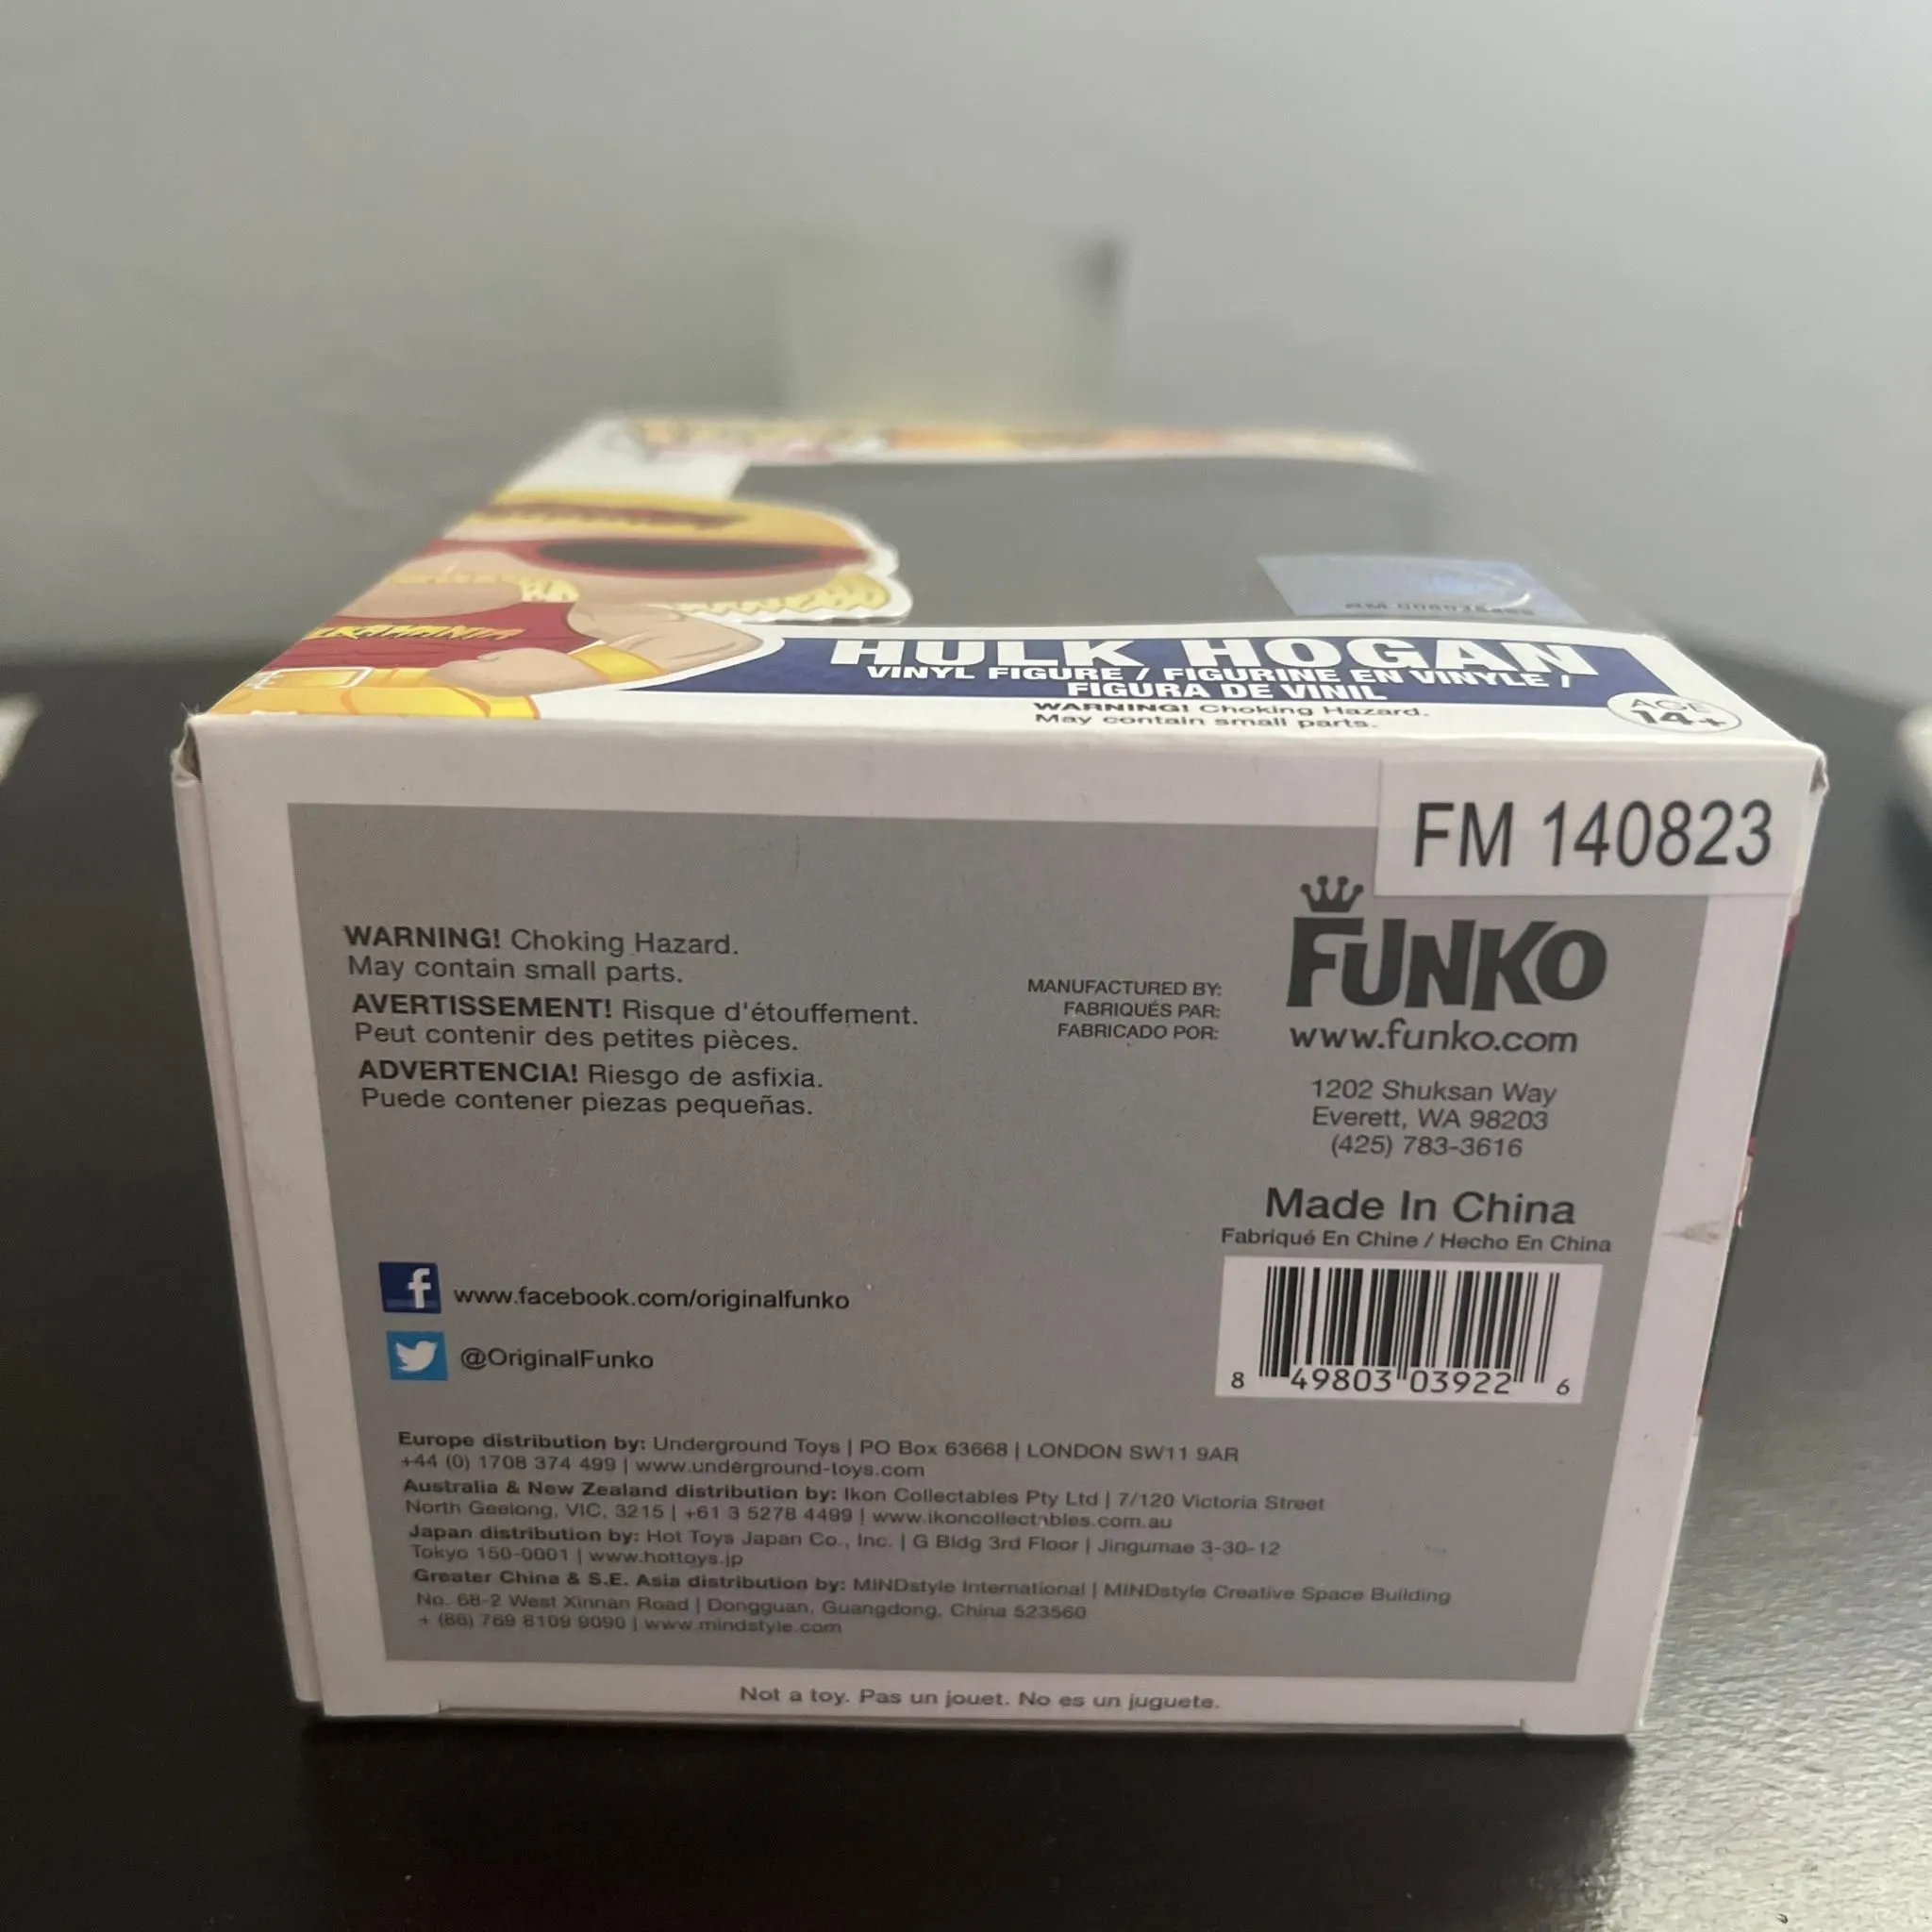 HULK HOGAN
VINYL FIGURE / FIGURINE EN VINYLE /
FIGURA DE VINIL
WARNING! Choking Hazard.
May contain small parts.
AGE
14+
FM 140823
WARNING! Choking Hazard.
May contain small parts.
AVERTISSEMENT! Risque d'étouffement.
Peut contenir des petites pièces.
ADVERTENCIA! Riesgo de asfixia.
Puede contener piezas pequeñas.
MANUFACTURED BY:
FABRIQUÉS PAR:
FABRICADO POR:
FUNKO
www.funko.com
1202 Shuksan Way
Everett, WA 98203
(425) 783-3616
Made In China
Fabriqué En Chine / Hecho En China
8 49803 03922 6
f www.facebook.com/originalfunko
@OriginalFunko
Europe distribution by: Underground Toys | PO Box 63668 | LONDON SW11 9AR
+44 (0) 1708 374 499 | www.underground-toys.com
Australia & New Zealand distribution by: Ikon Collectables Pty Ltd | 7/120 Victoria Street
North Geelong, VIC, 3215 | +61 3 5278 4499 | www.ikoncollectables.com.au
Japan distribution by: Hot Toys Japan Co., Inc. | G Bldg 3rd Floor | Jingumae 3-30-12
Tokyo 150-0001 | www.hottoys.jp
Greater China & S.E. Asia distribution by: MINDstyle International | MINDstyle Creative Space Building
No. 68-2 West Xinnan Road | Dongguan, Guangdong, China 523560
+ (86) 769 8109 9090 | www.mindstyle.com
Not a toy. Pas un jouet. No es un juguete.